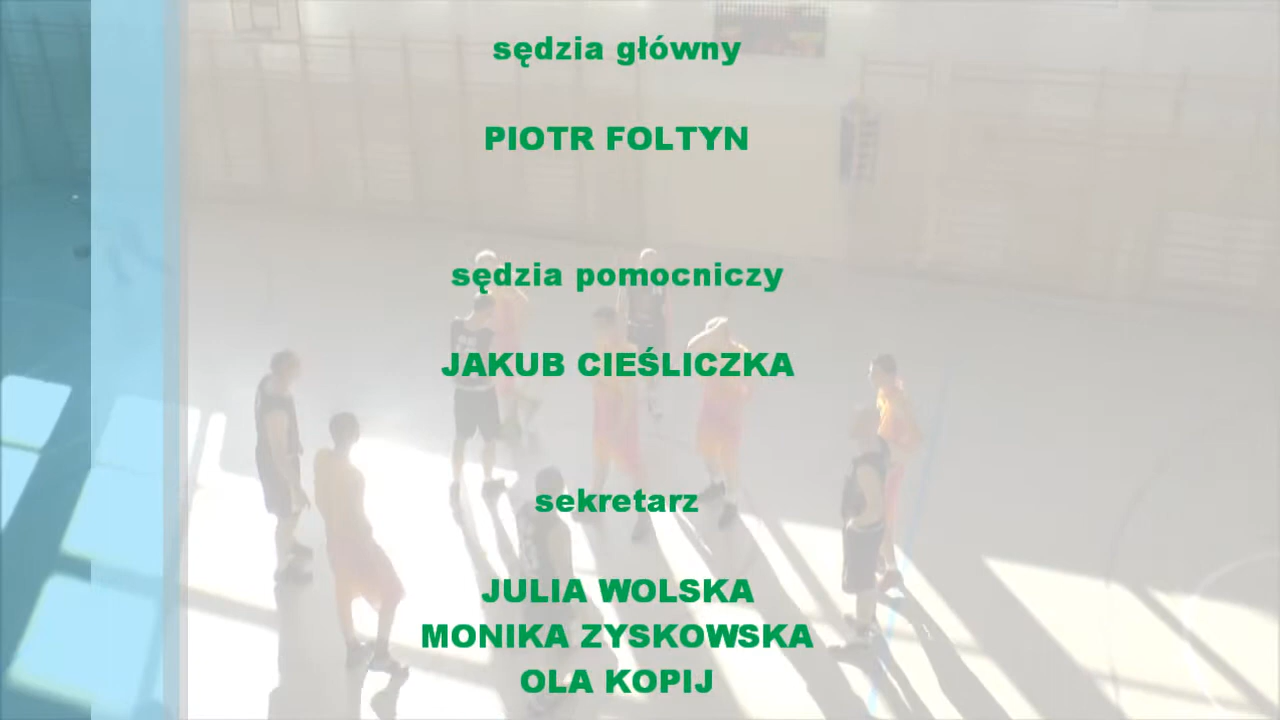 sędzia główny
PIOTR FOLTYN
sędzia pomocniczy
JAKUB CIEŚLICZKA
sekretarz
JULIA WOLSKA
MONIKA ZYSKOWSKA
OLA KOPIJ